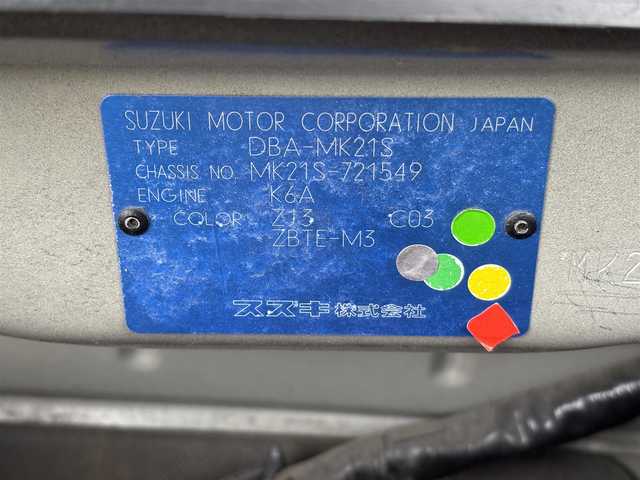 SUZUKI MOTOR CORPORATION JAPAN
TYPE DBA-MK21S
CHASSIS NO. MK21S-721549
ENGINE K6A
COLOR Z13 C03
ZBTE-M3
スズキ株式会社